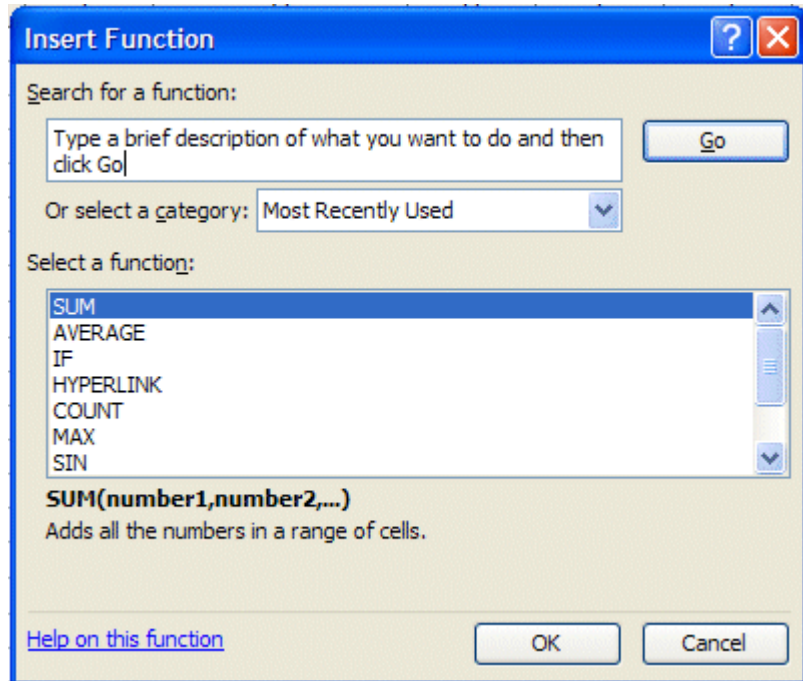 Insert Function
Search for a function:
Type a brief description of what you want to do and then
click Go
Go
Or select a category: Most Recently Used
Select a function:
SUM
AVERAGE
IF
HYPERLINK
COUNT
MAX
SIN
SUM(number1,number2,...)
Adds all the numbers in a range of cells.
Help on this function
OK
Cancel